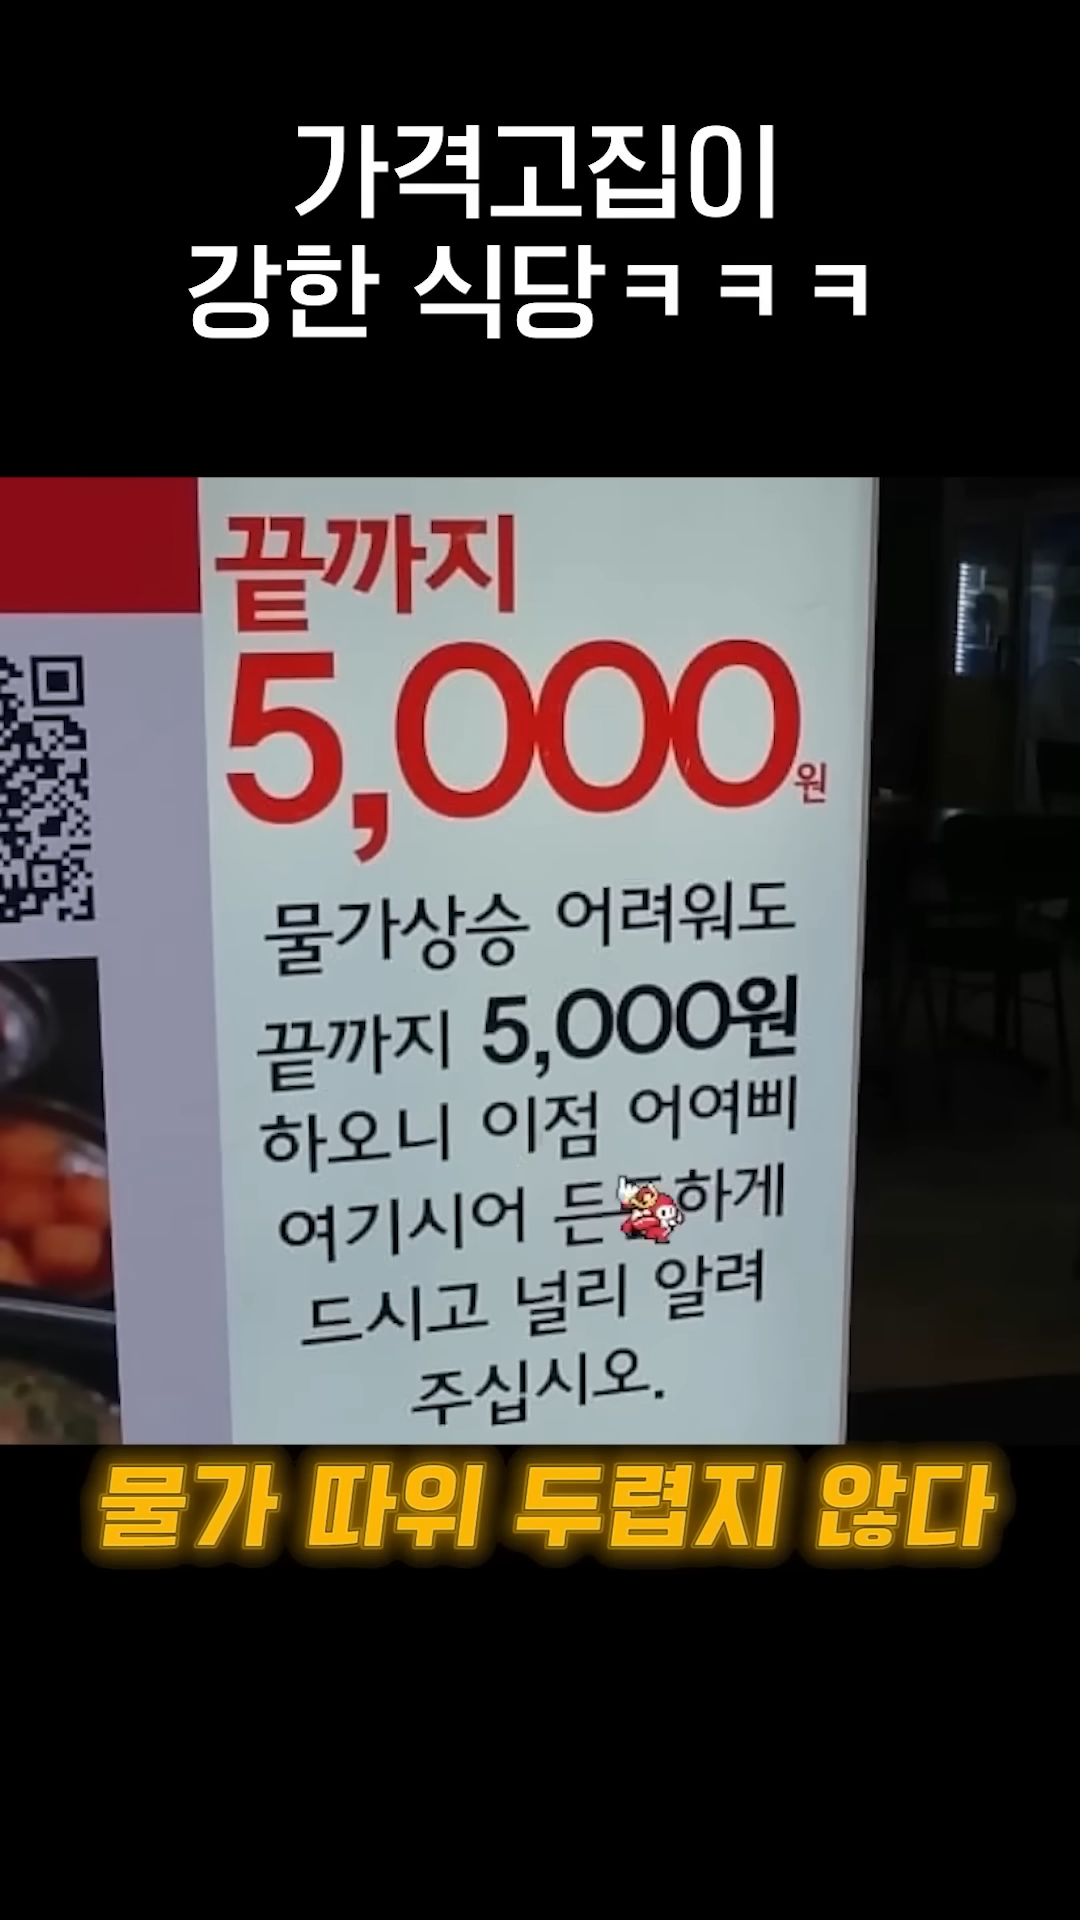 가격고집이
강한 식당ㅋㅋㅋ
끝까지
5,000원
물가상승 어려워도
끝까지 5,000원
하오니 이점 어여삐
여기시어
드시고 널리 알려
주십시오.
물가 따위 두렵지 않다